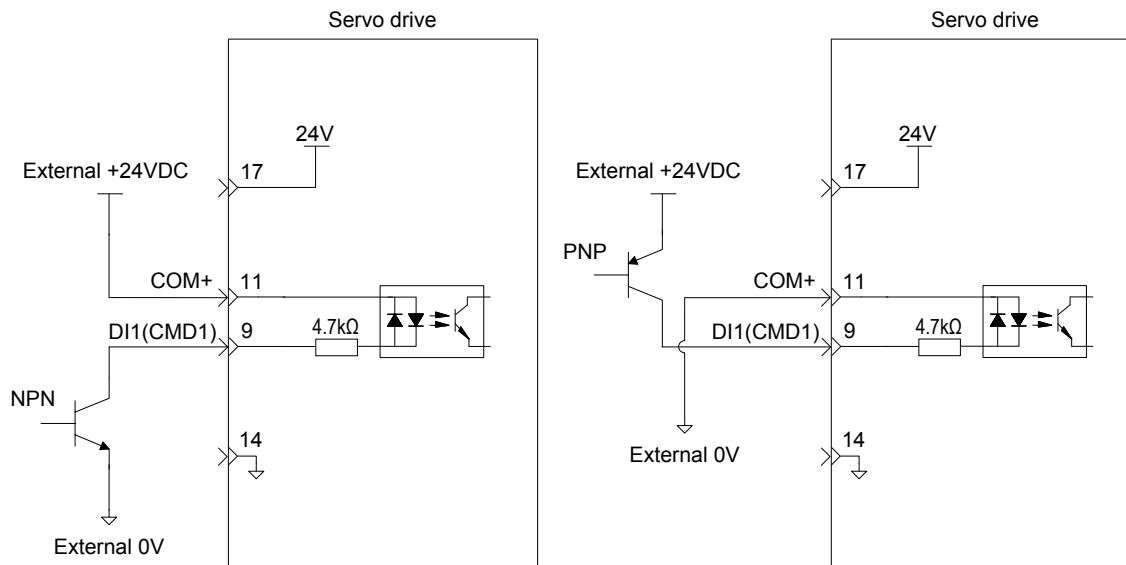 Servo drive
24V
17
External +24VDC
COM+
11
DI1(CMD1)
9
4.7kΩ
NPN
14
External 0V
Servo drive
24V
17
External +24VDC
PNP
COM+
11
DI1(CMD1)
9
4.7kΩ
14
External 0V